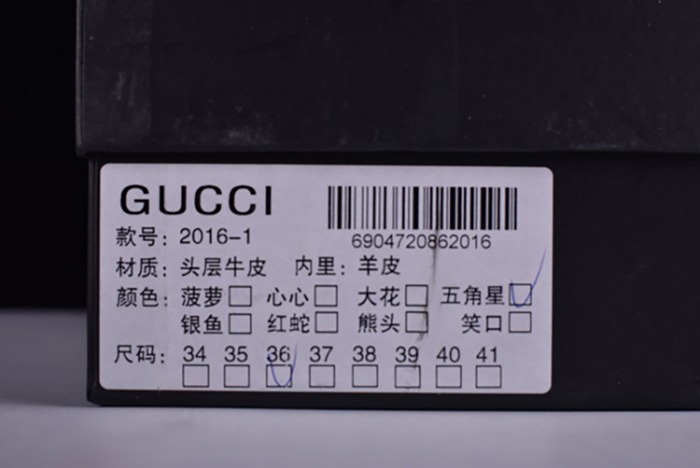 GUCCI
6904720862016
款号：2016-1
材质：头层牛皮 内里：羊皮
颜色：菠萝□ 心心□ 大花□ 五角星□
银鱼□ 红蛇□ 熊头□ 笑口□
尺码：34 35 36 37 38 39 40 41